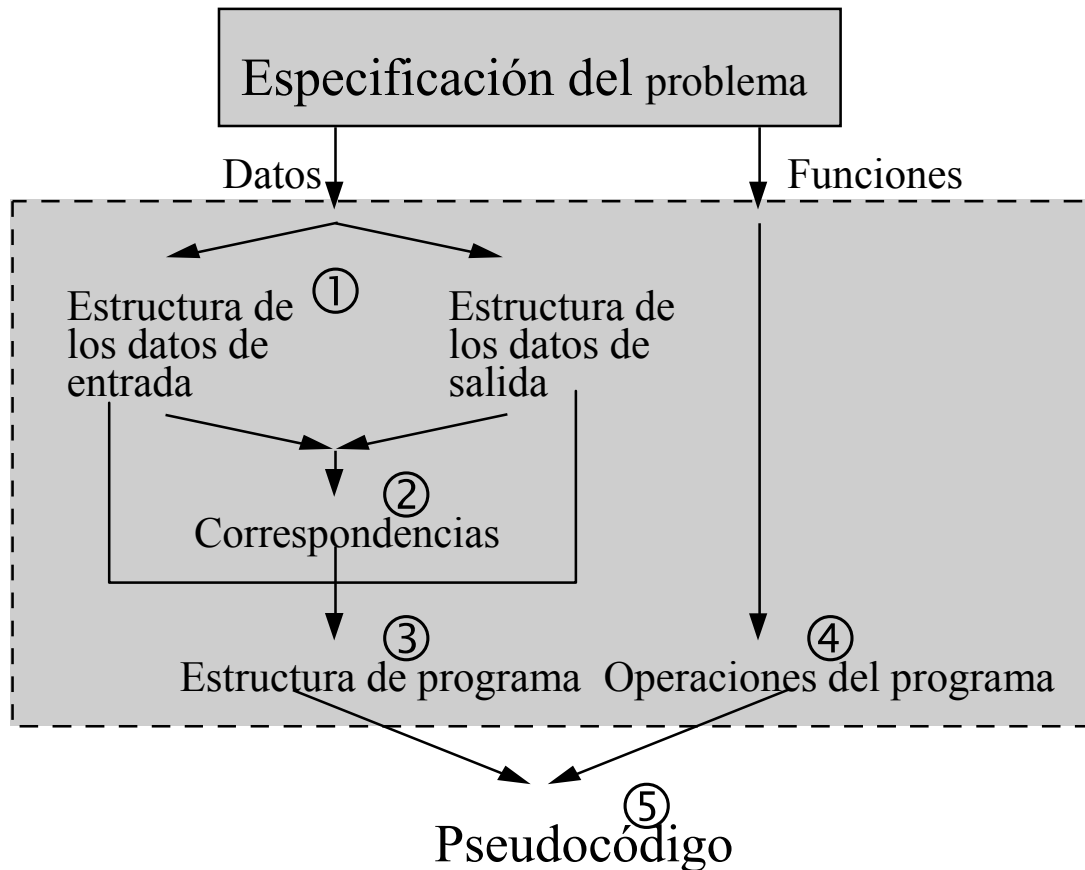 Especificación del problema
Datos
Funciones
①
Estructura de
los datos de
entrada
Estructura de
los datos de
salida
②
Correspondencias
③
Estructura de programa
④
Operaciones del programa
⑤
Pseudocódigo